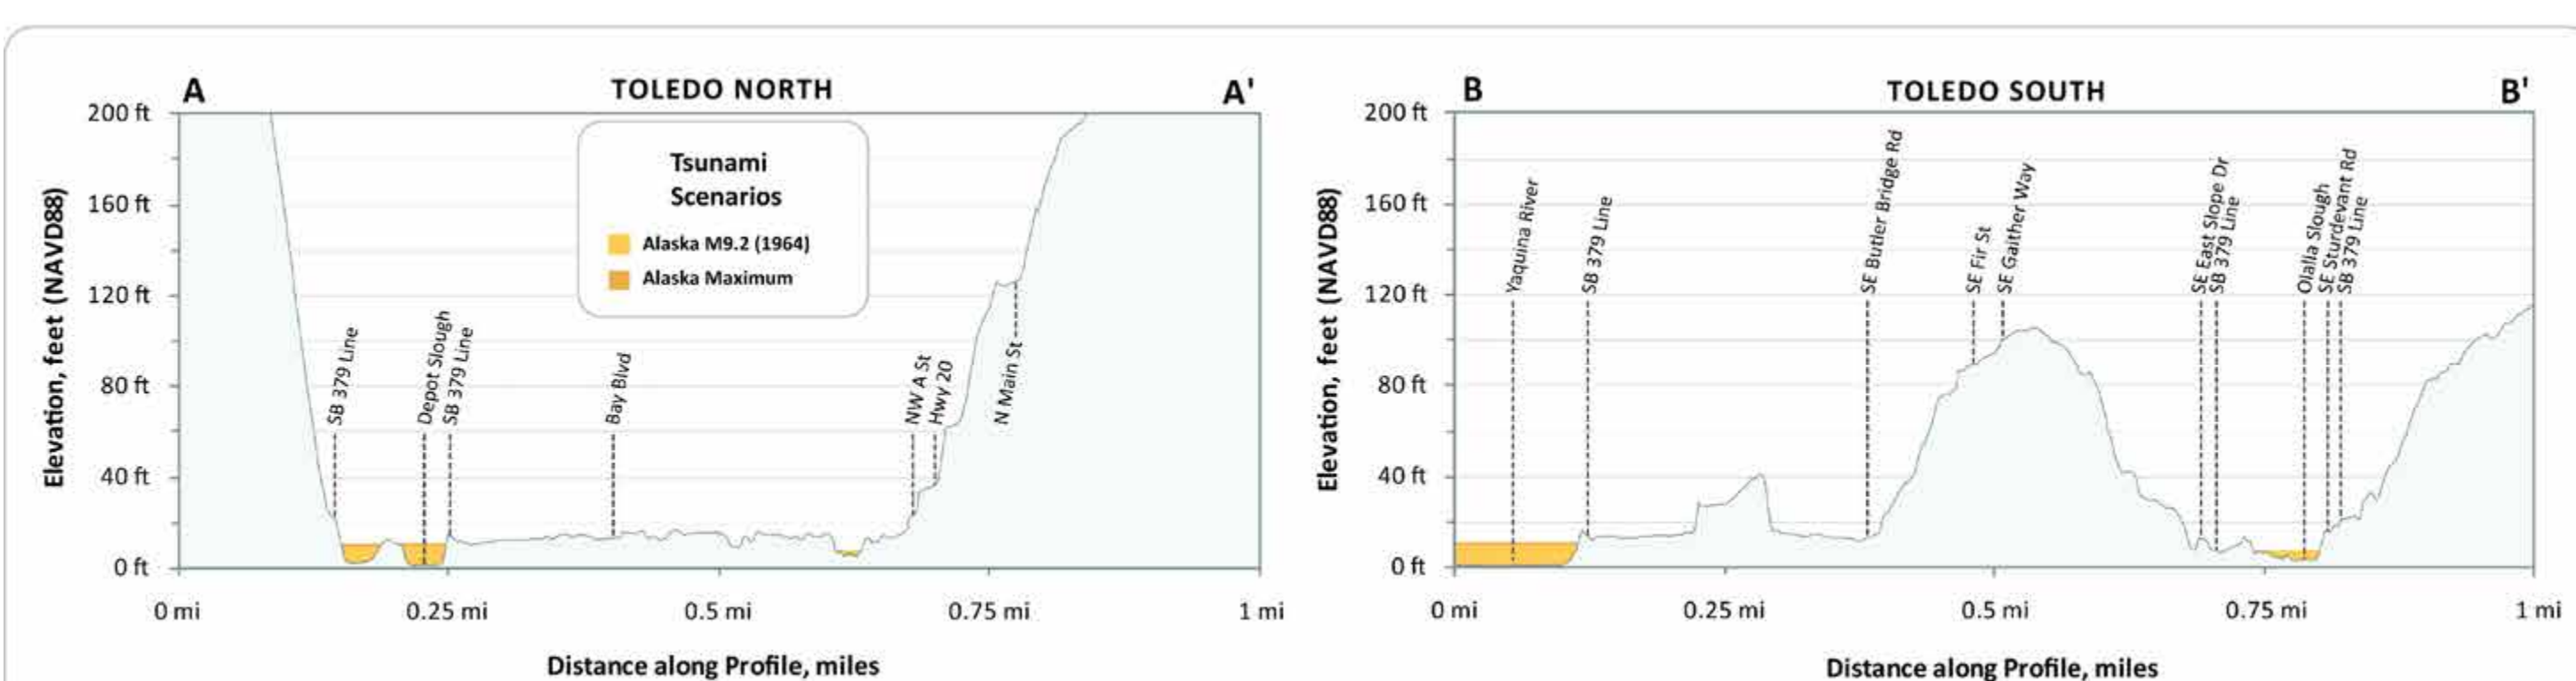 A
TOLEDO NORTH
A'
200 ft
160 ft
120 ft
80 ft
40 ft
0 ft
Elevation, feet (NAVD88)
Tsunami
Scenarios
Alaska M9.2 (1964)
Alaska Maximum
SB 379 Line
Depot Slough
SB 379 Line
Bay Blvd
NW A St
Hwy 20
N Main St
0 mi
0.25 mi
0.5 mi
0.75 mi
1 mi
Distance along Profile, miles
B
TOLEDO SOUTH
B'
200 ft
160 ft
120 ft
80 ft
40 ft
0 ft
Elevation, feet (NAVD88)
Yaquina River
SB 379 Line
SE Butler Bridge Rd
SE Fir St
SE Gaither Way
SE East Slope Dr
SB 379 Line
Olalla Slough
SE Sturdevant Rd
SB 379 Line
0 mi
0.25 mi
0.5 mi
0.75 mi
1 mi
Distance along Profile, miles